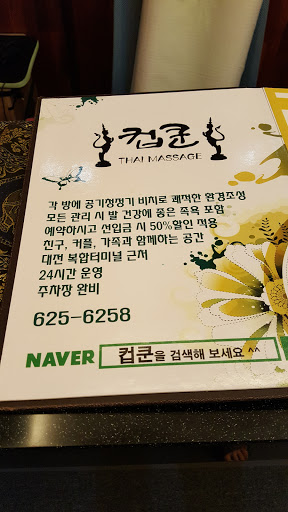 컵쿤
THAI MASSAGE
각 방에 공기청정기 비치로 쾌적한 환경조성
모든 관리 시 발 건강에 좋은 족욕 포함
예약하시고 선입금 시 50%할인 적용
친구, 커플, 가족과 함께하는 공간
대전 복합터미널 근처
24시간 운영
주차장 완비
625-6258
NAVER 컵쿤을 검색해 보세요 ^^